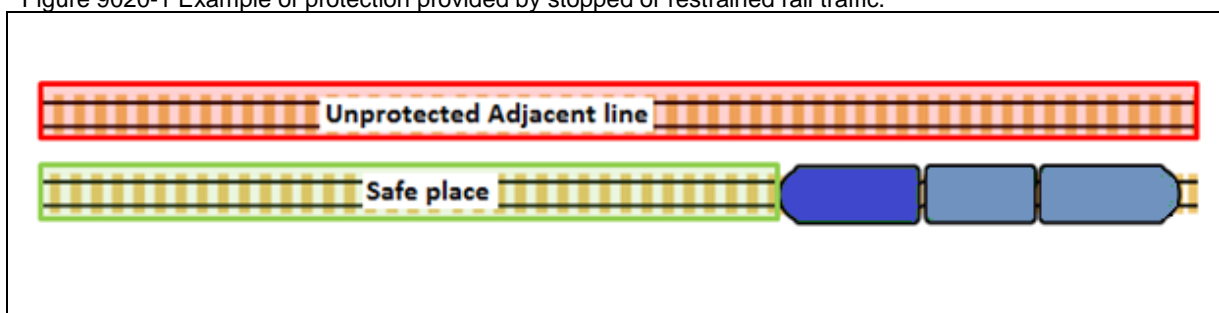 Figure 9020-1 Example of protection provided by stopped or restrained rail traffic.
Unprotected Adjacent line
Safe place